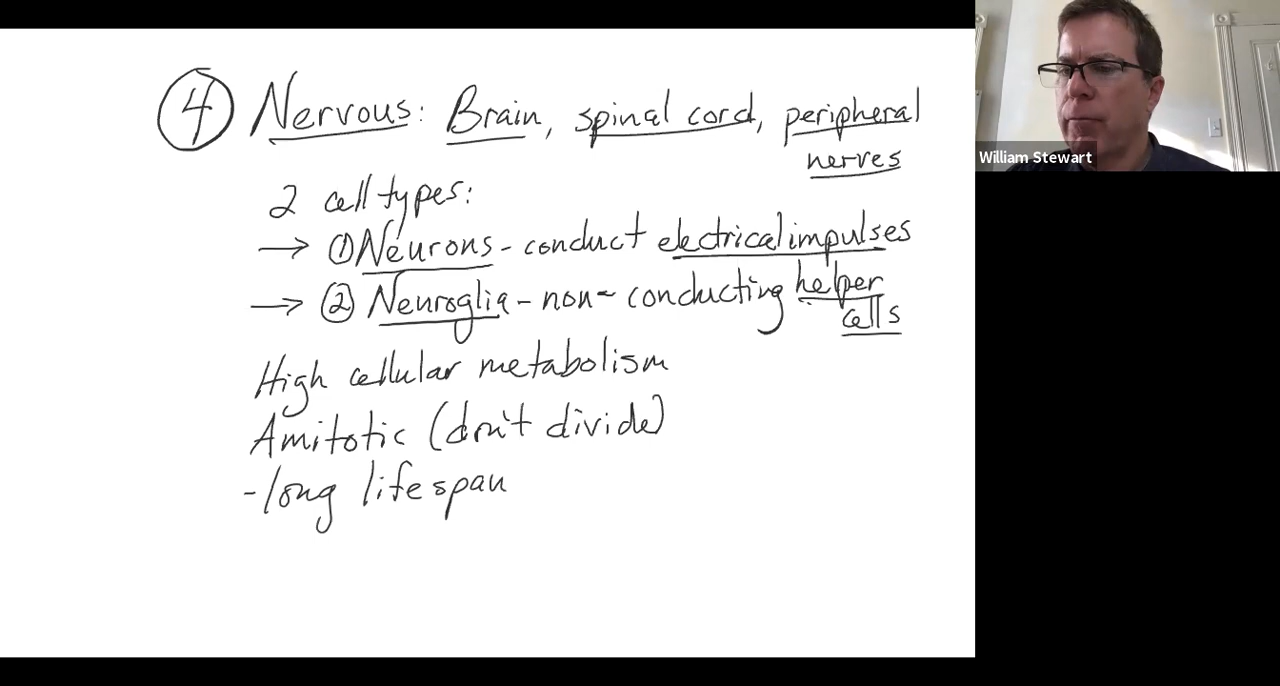 ④ Nervous: Brain, spinal cord, peripheral
nerves
2 cell types:
→ ① Neurons - conduct electrical impulses
→ ② Neuroglia - non-conducting helper
cells
High cellular metabolism
Amitotic (don't divide)
- long lifespan
William Stewart